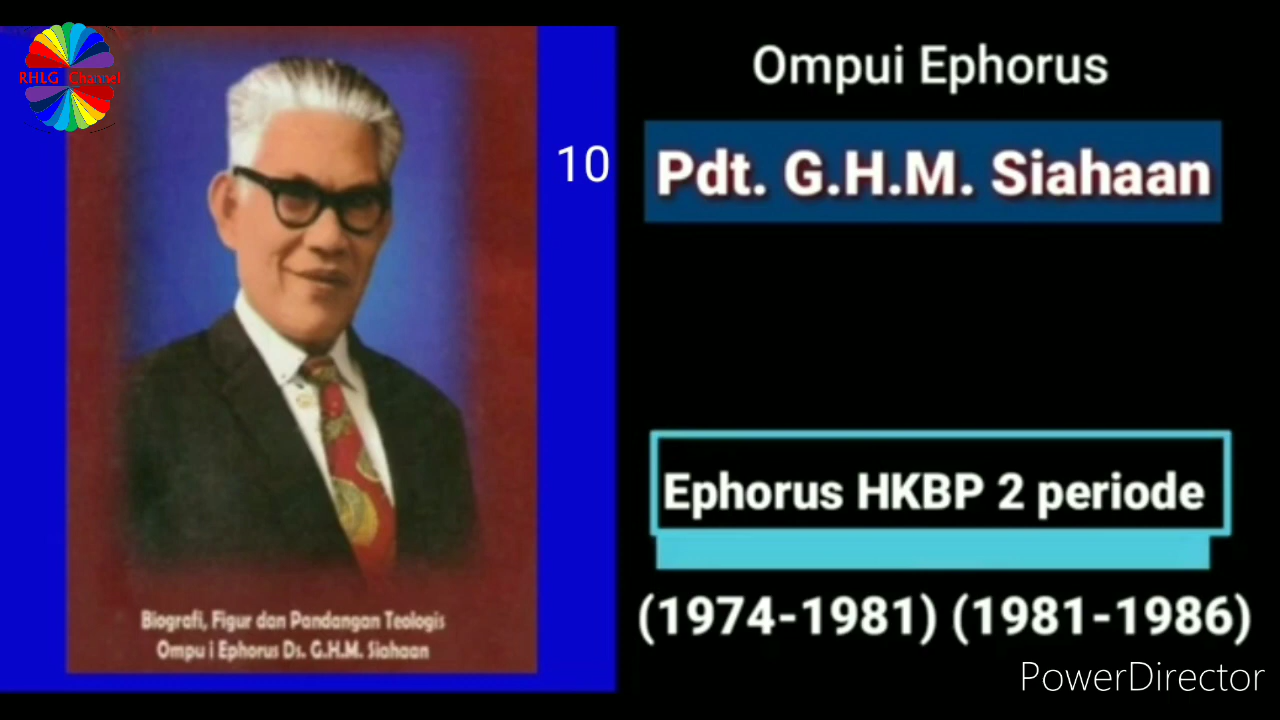 RHLG Channel
Ompui Ephorus
10
Pdt. G.H.M. Siahaan
Ephorus HKBP 2 periode
(1974-1981) (1981-1986)
Biografi, Figur dan Pandangan Teologis
Ompu i Ephorus Ds. G.H.M. Siahaan
PowerDirector